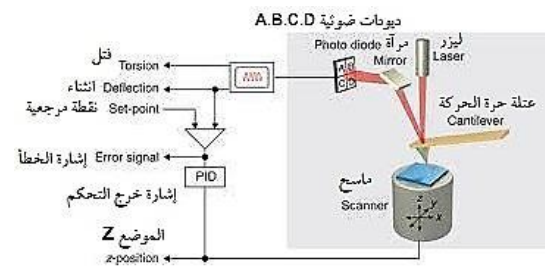 ديودات ضوئية A.B.C.D
Photo diode
مرآة
Mirror
ليزر
Laser
A B
C D
فتل
Torsion
انثناء
Deflection
نقطة مرجعية
Set-point
عتلة حرة الحركة
Cantilever
إشارة الخطأ
Error signal
PID
إشارة خرج التحكم
ماسح
Scanner
z
y
x
الموضع Z
z-position